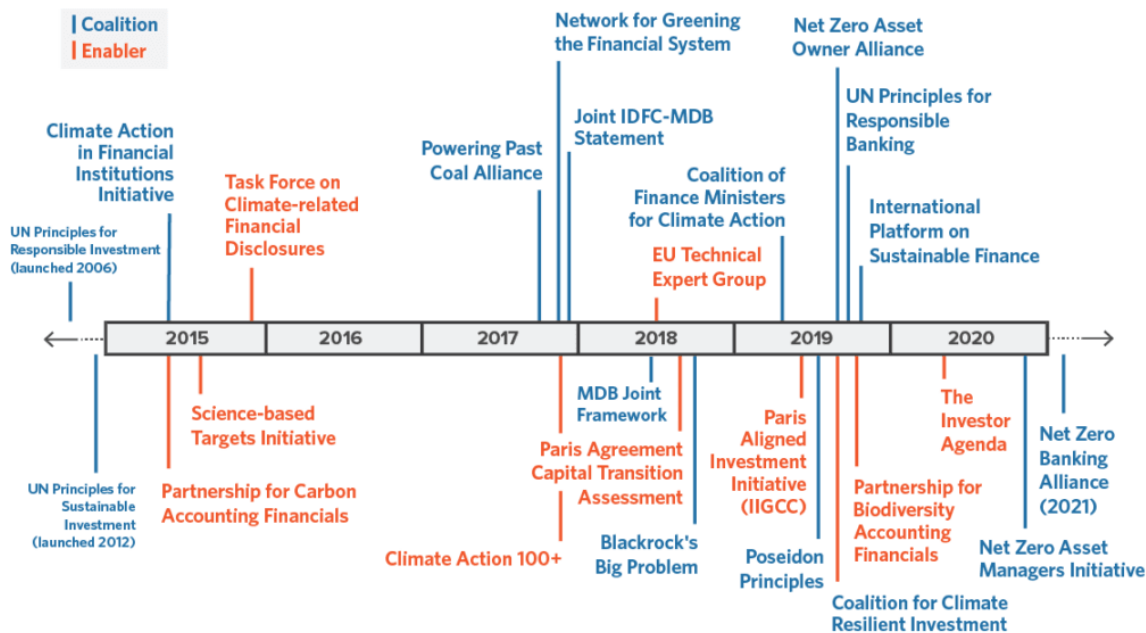 Coalition
Enabler
Network for Greening
the Financial System
Net Zero Asset
Owner Alliance
Climate Action
in Financial
Institutions
Initiative
Task Force on
Climate-related
Financial
Disclosures
Powering Past
Coal Alliance
Joint IDFC-MDB
Statement
Coalition of
Finance Ministers
for Climate Action
UN Principles for
Responsible
Banking
UN Principles for
Responsible Investment
(launched 2006)
EU Technical
Expert Group
International
Platform on
Sustainable Finance
2015
2016
2017
2018
2019
2020
UN Principles for
Sustainable
Investment
(launched 2012)
Science-based
Targets Initiative
Partnership for Carbon
Accounting Financials
MDB Joint
Framework
Paris Agreement
Capital Transition
Assessment
Climate Action 100+
Blackrock's
Big Problem
Paris
Aligned
Investment
Initiative
(IIGCC)
Poseidon
Principles
Partnership for
Biodiversity
Accounting
Financials
Coalition for Climate
Resilient Investment
The
Investor
Agenda
Net Zero Asset
Managers Initiative
Net Zero
Banking
Alliance
(2021)